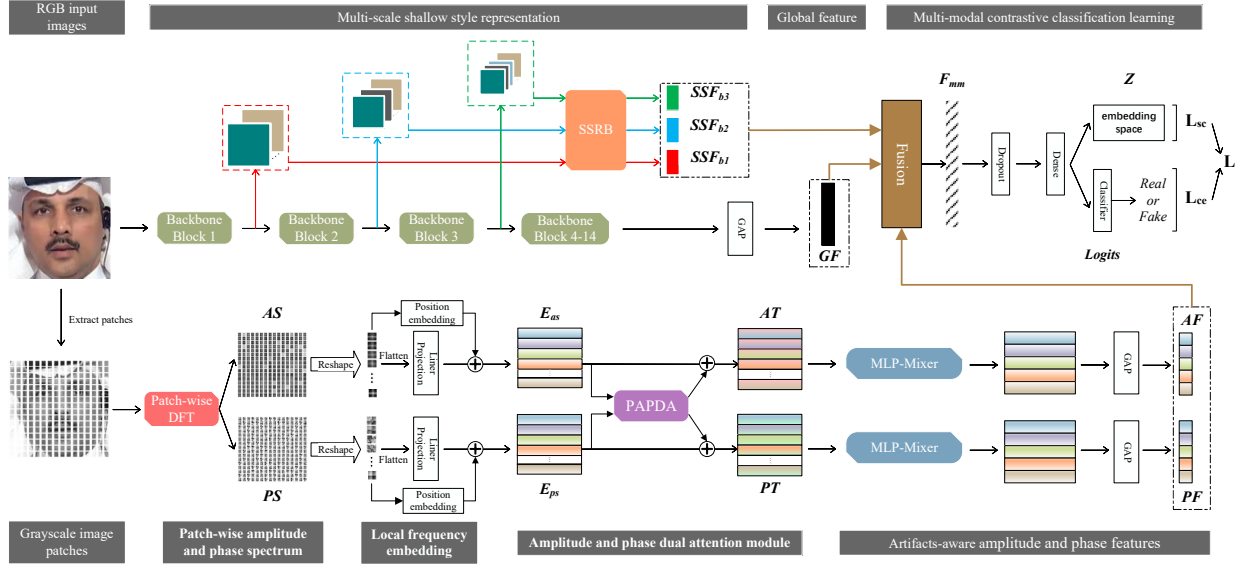 RGB input
images
Multi-scale shallow style representation
Global feature
Multi-modal contrastive classification learning
SSF_b3
SSF_b2
SSF_b1
SSRB
F_mm
Z
embedding
space
L_sc
L
Fusion
Dropout
Dense
Classifier
Real
or
Fake
L_ce
Logits
Backbone
Block 1
Backbone
Block 2
Backbone
Block 3
Backbone
Block 4-14
GAP
GF
Extract patches
Patch-wise
DFT
AS
Reshape
Flatten
Position
embedding
Liner
Projection
E_as
AT
MLP-Mixer
GAP
AF
PAPDA
PS
Reshape
Flatten
Liner
Projection
Position
embedding
E_ps
PT
MLP-Mixer
GAP
PF
Grayscale image
patches
Patch-wise amplitude
and phase spectrum
Local frequency
embedding
Amplitude and phase dual attention module
Artifacts-aware amplitude and phase features